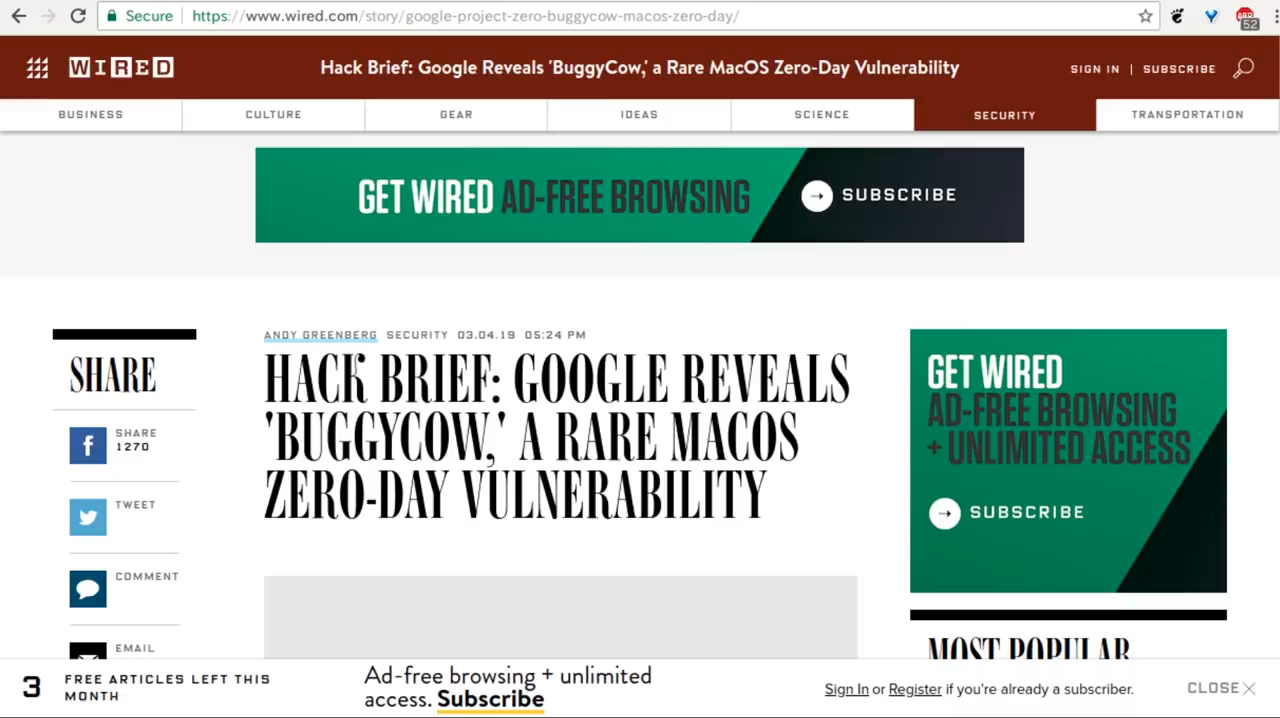 Secure https://www.wired.com/story/google-project-zero-buggycow-macos-zero-day/
52
WIRED
Hack Brief: Google Reveals 'BuggyCow,' a Rare MacOS Zero-Day Vulnerability
SIGN IN | SUBSCRIBE
BUSINESS CULTURE GEAR IDEAS SCIENCE SECURITY TRANSPORTATION
GET WIRED AD-FREE BROWSING SUBSCRIBE
SHARE
SHARE
1270
TWEET
COMMENT
EMAIL
ANDY GREENBERG SECURITY 03.04.19 05:24 PM
HACK BRIEF: GOOGLE REVEALS
'BUGGYCOW,' A RARE MACOS
ZERO-DAY VULNERABILITY
GET WIRED
AD-FREE BROWSING
+ UNLIMITED ACCESS
SUBSCRIBE
MOST POPULAR
3 FREE ARTICLES LEFT THIS
MONTH
Ad-free browsing + unlimited
access. Subscribe
Sign In or Register if you're already a subscriber.
CLOSE